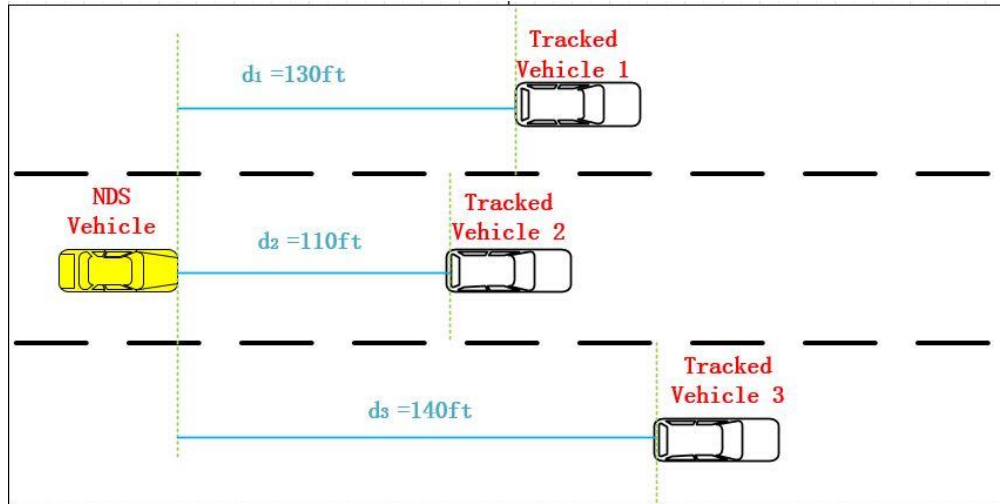 Tracked
Vehicle 1
d₁ =130ft
NDS
Vehicle
Tracked
Vehicle 2
d₂ =110ft
Tracked
Vehicle 3
d₃ =140ft